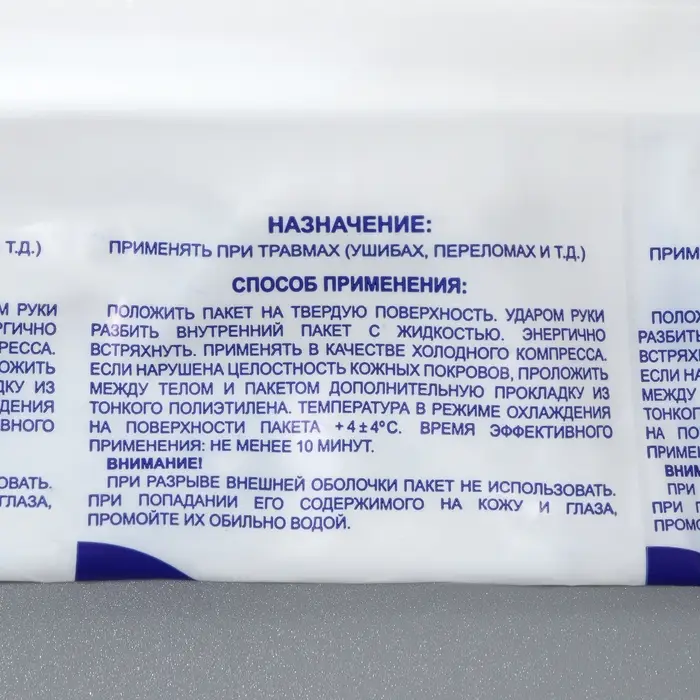 НАЗНАЧЕНИЕ:
ПРИМЕНЯТЬ ПРИ ТРАВМАХ (УШИБАХ, ПЕРЕЛОМАХ И Т.Д.)
СПОСОБ ПРИМЕНЕНИЯ:
ПОЛОЖИТЬ ПАКЕТ НА ТВЕРДУЮ ПОВЕРХНОСТЬ. УДАРОМ РУКИ
РАЗБИТЬ ВНУТРЕННИЙ ПАКЕТ С ЖИДКОСТЬЮ. ЭНЕРГИЧНО
ВСТРЯХНУТЬ. ПРИМЕНЯТЬ В КАЧЕСТВЕ ХОЛОДНОГО КОМПРЕССА.
ЕСЛИ НАРУШЕНА ЦЕЛОСТНОСТЬ КОЖНЫХ ПОКРОВОВ, ПРОЛОЖИТЬ
МЕЖДУ ТЕЛОМ И ПАКЕТОМ ДОПОЛНИТЕЛЬНУЮ ПРОКЛАДКУ ИЗ
ТОНКОГО ПОЛИЭТИЛЕНА. ТЕМПЕРАТУРА В РЕЖИМЕ ОХЛАЖДЕНИЯ
НА ПОВЕРХНОСТИ ПАКЕТА +4±4°С. ВРЕМЯ ЭФФЕКТИВНОГО
ПРИМЕНЕНИЯ: НЕ МЕНЕЕ 10 МИНУТ.
ВНИМАНИЕ!
ПРИ РАЗРЫВЕ ВНЕШНЕЙ ОБОЛОЧКИ ПАКЕТ НЕ ИСПОЛЬЗОВАТЬ.
ПРИ ПОПАДАНИИ ЕГО СОДЕРЖИМОГО НА КОЖУ И ГЛАЗА,
ПРОМОЙТЕ ИХ ОБИЛЬНО ВОДОЙ.